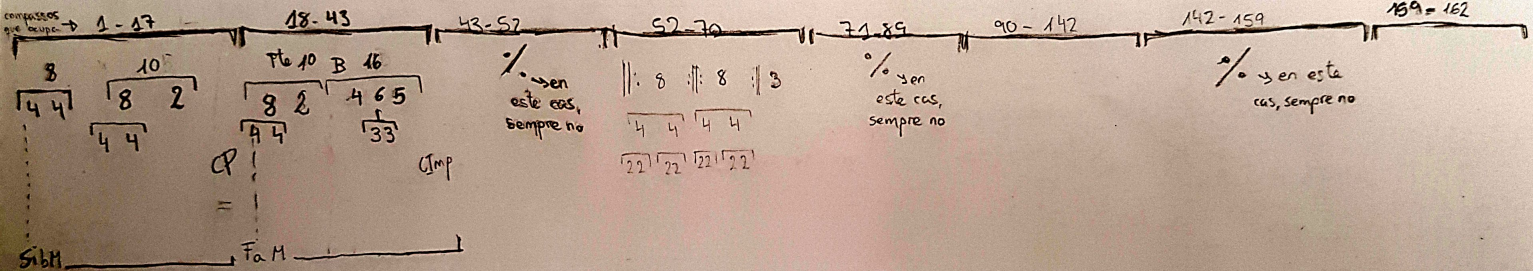 compassos
que ocupa → 1-17
18-43
43-52
52-70
71-89
90-142
142-159
159-162
8
4 4
10
8 2
4 4
CP
=
Pte 10 B 16
8 2
4 4
4 6 5
3 3
CImp
% → en
este cas,
sempre no
||: 8 :||: 8 :|| 3
4 4 4 4
22 22 22 22
% → en
este cas,
sempre no
% → en este
cas, sempre no
SibM
FaM